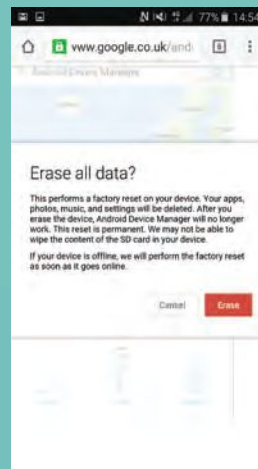 77% 14:54
www.google.co.uk/andr
Android Device Manager
Erase all data?
This performs a factory reset on your device. Your apps,
photos, music, and settings will be deleted. After you
erase the device, Android Device Manager will no longer
work. This reset is permanent. We may not be able to
wipe the content of the SD card in your device.
If your device is offline, we will perform the factory reset
as soon as it goes online.
Cancel Erase